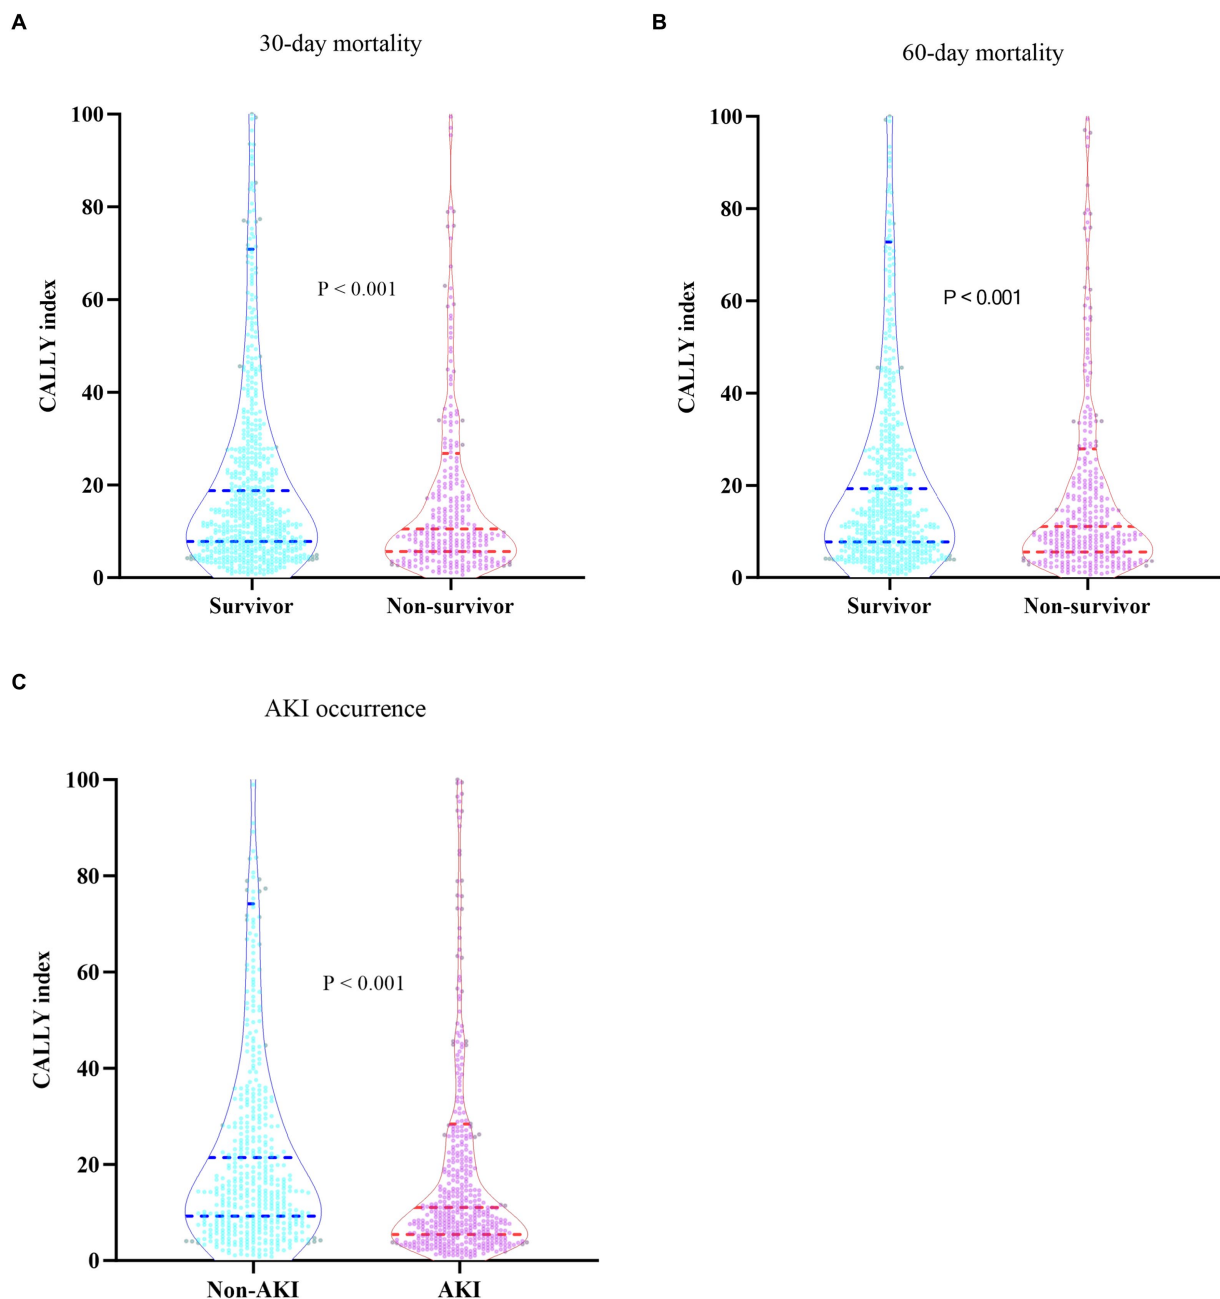 A
30-day mortality
100
80
60
40
20
0
CALLY index
P < 0.001
Survivor
Non-survivor
B
60-day mortality
100
80
60
40
20
0
CALLY index
P < 0.001
Survivor
Non-survivor
C
AKI occurrence
100
80
60
40
20
0
CALLY index
P < 0.001
Non-AKI
AKI